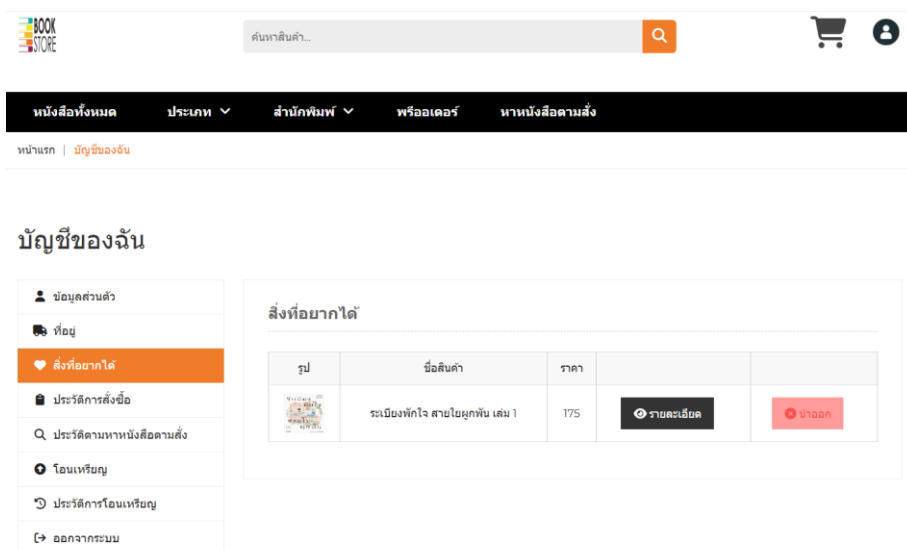 BOOK
STORE
ค้นหาสินค้า...
หนังสือทั้งหมด ประเภท สำนักพิมพ์ พรีออเดอร์ หาหนังสือตามสั่ง
หน้าแรก | บัญชีของฉัน
บัญชีของฉัน
ข้อมูลส่วนตัว
ที่อยู่
สิ่งที่อยากได้
ประวัติการสั่งซื้อ
ประวัติตามหาหนังสือตามสั่ง
โอนเหรียญ
ประวัติการโอนเหรียญ
ออกจากระบบ
สิ่งที่อยากได้
รูป ชื่อสินค้า ราคา
ระเบียงพักใจ สายใยผูกพัน เล่ม 1 175 รายละเอียด นำออก